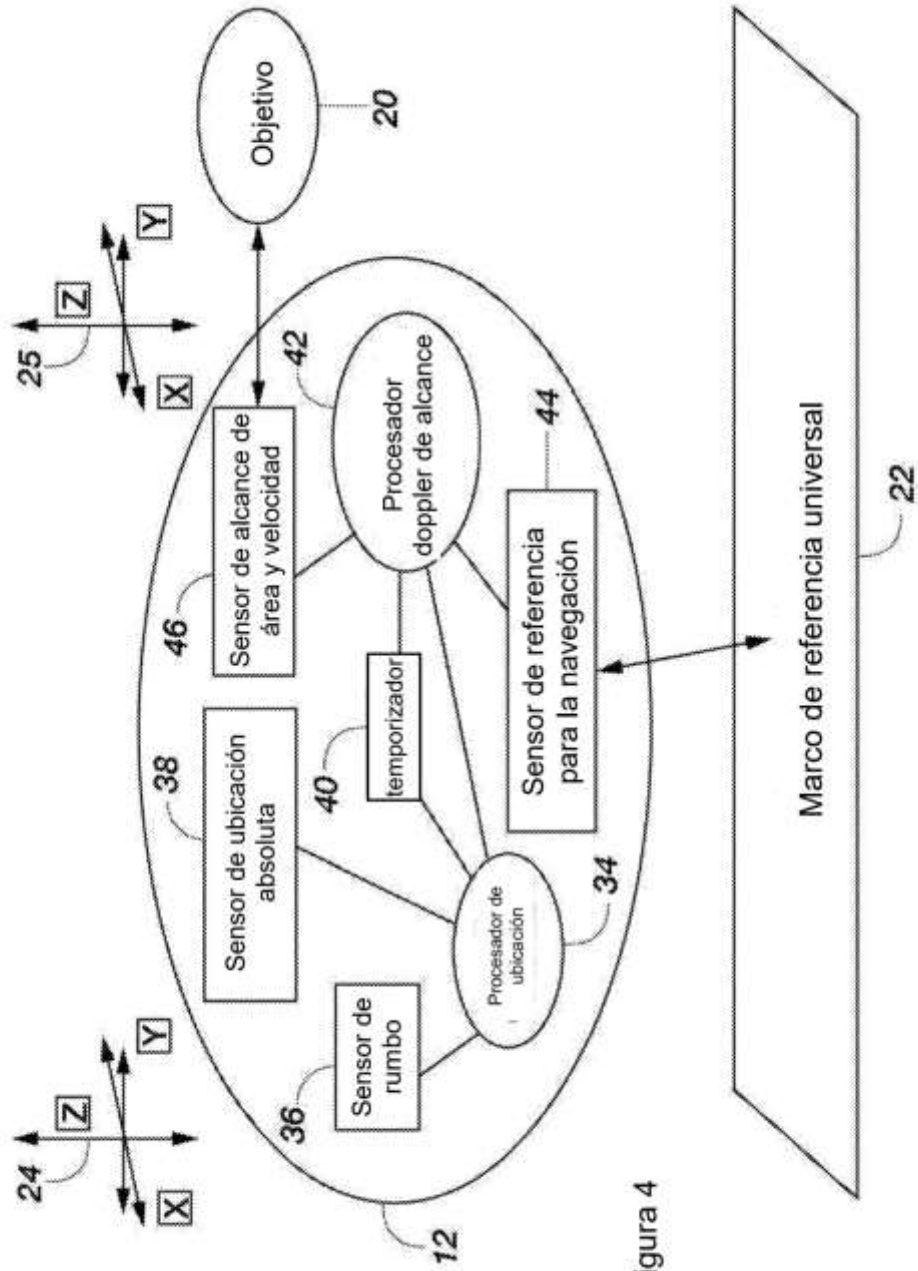 24
Z
X
Y
25
Z
X
Y
12
36
Sensor de
rumbo
38
Sensor de ubicación
absoluta
46
Sensor de alcance de
área y velocidad
Objetivo
20
40
temporizador
42
Procesador
doppler de alcance
Procesador de
ubicación
34
Sensor de referencia
para la navegación
44
Marco de referencia universal
22
igura 4